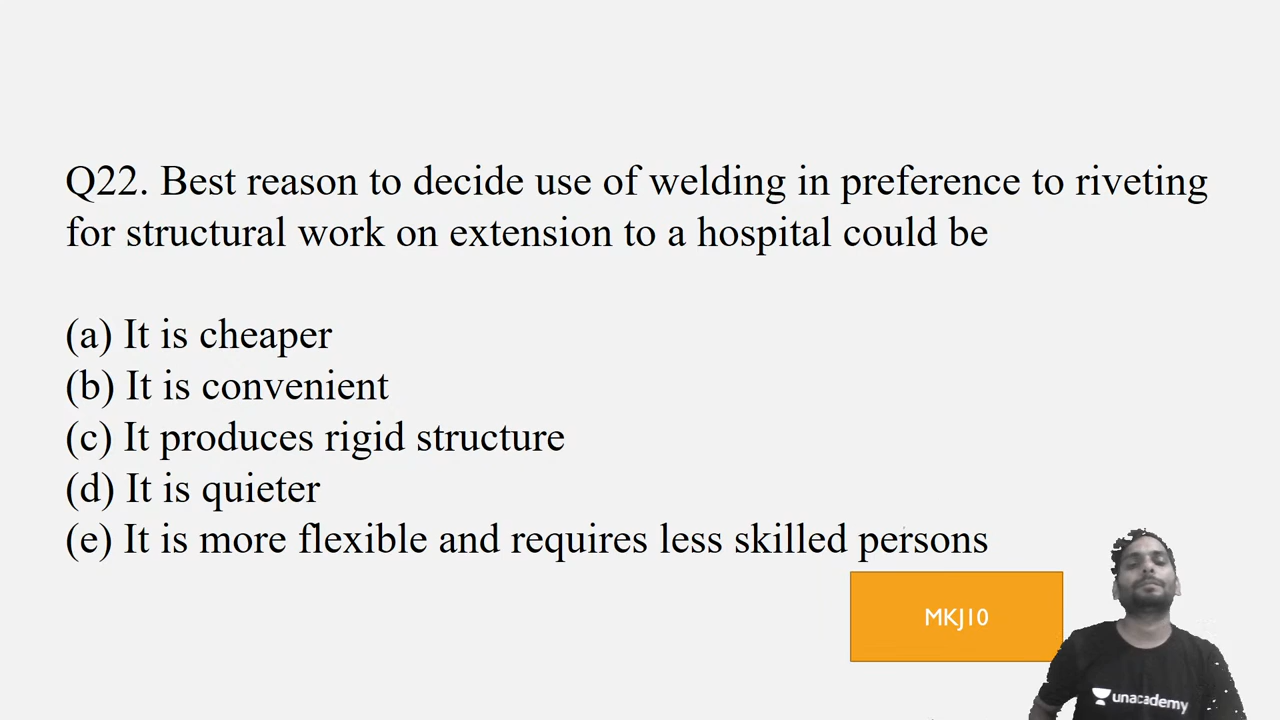 Q22. Best reason to decide use of welding in preference to riveting
for structural work on extension to a hospital could be
(a) It is cheaper
(b) It is convenient
(c) It produces rigid structure
(d) It is quieter
(e) It is more flexible and requires less skilled persons
MKJ10
unacademy